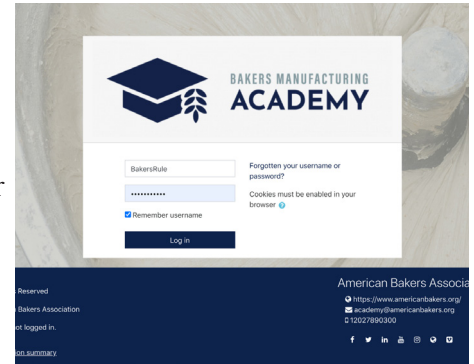 BAKERS MANUFACTURING
ACADEMY
BakersRule
Forgotten your username or
password?
•••••••••••
Cookies must be enabled in your
browser
Remember username
Log in
r
s Reserved
Bakers Association
ot logged in.
ion summary
American Bakers Associa
https://www.americanbakers.org/
academy@americanbakers.org
12027890300